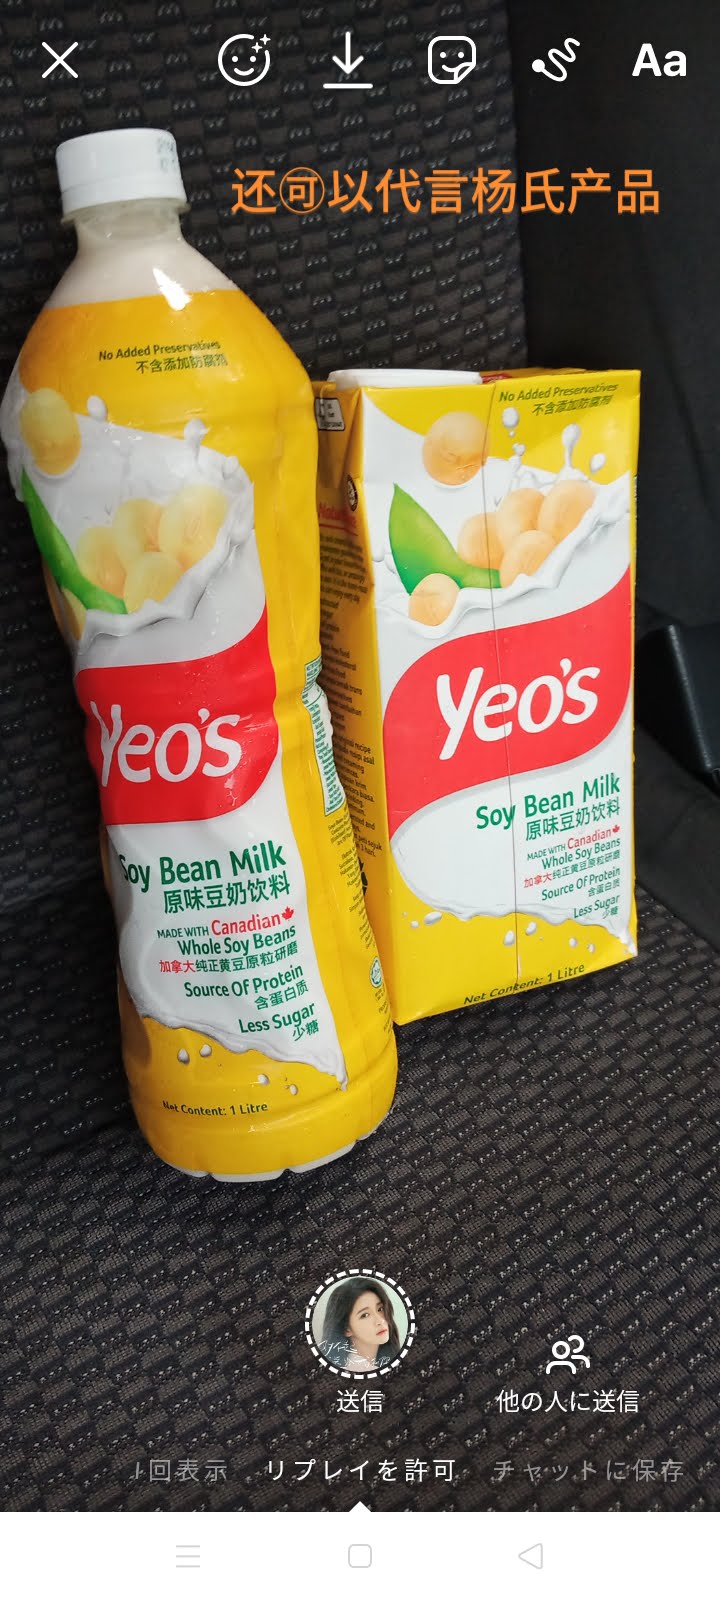 Aa
还可以代言杨氏产品
No Added Preservatives
不含添加防腐剂
Yeo's
Soy Bean Milk
原味豆奶饮料
MADE WITH Canadian
Whole Soy Beans
加拿大纯正黄豆原粒研磨
Source Of Protein
含蛋白质
Less Sugar
少糖
Net Content: 1 Litre
No Added Preservatives
不含添加防腐剂
Yeo's
Soy Bean Milk
原味豆奶饮料
MADE WITH Canadian
Whole Soy Beans
加拿大纯正黄豆原粒研磨
Source Of Protein
含蛋白质
Less Sugar
少糖
Net Content: 1 Litre
送信
他の人に送信
回表示 リプレイを許可 チャットに保存